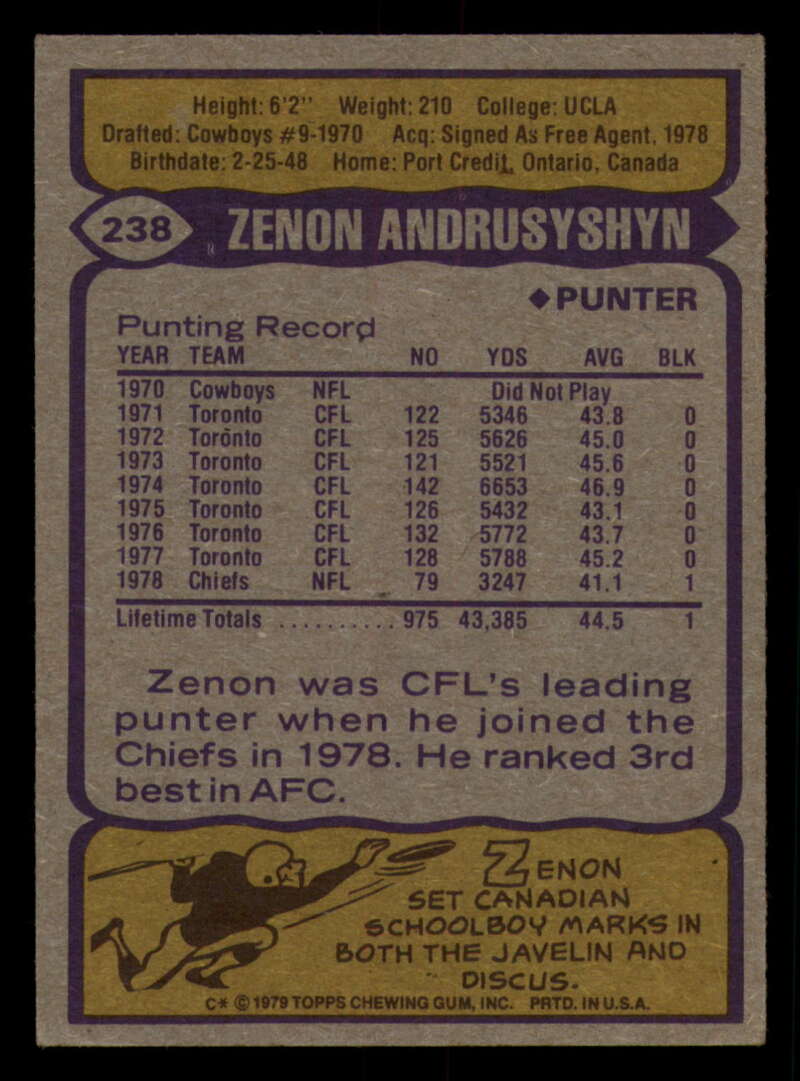 Height: 6'2" Weight: 210 College: UCLA
Drafted: Cowboys #9-1970 Acq: Signed As Free Agent, 1978
Birthdate: 2-25-48 Home: Port Credit, Ontario, Canada
238 ZENON ANDRUSYSHYN
◆PUNTER
Punting Record
YEAR TEAM NO YDS AVG BLK
1970 Cowboys NFL Did Not Play
1971 Toronto CFL 122 5346 43.8 0
1972 Toronto CFL 125 5626 45.0 0
1973 Toronto CFL 121 5521 45.6 0
1974 Toronto CFL 142 6653 46.9 0
1975 Toronto CFL 126 5432 43.1 0
1976 Toronto CFL 132 5772 43.7 0
1977 Toronto CFL 128 5788 45.2 0
1978 Chiefs NFL 79 3247 41.1 1
Lifetime Totals .......... 975 43,385 44.5 1
Zenon was CFL's leading
punter when he joined the
Chiefs in 1978. He ranked 3rd
best in AFC.
ZENON
SET CANADIAN
SCHOOLBOY MARKS IN
BOTH THE JAVELIN AND
DISCUS.
C* © 1979 TOPPS CHEWING GUM, INC. PRTD. IN U.S.A.